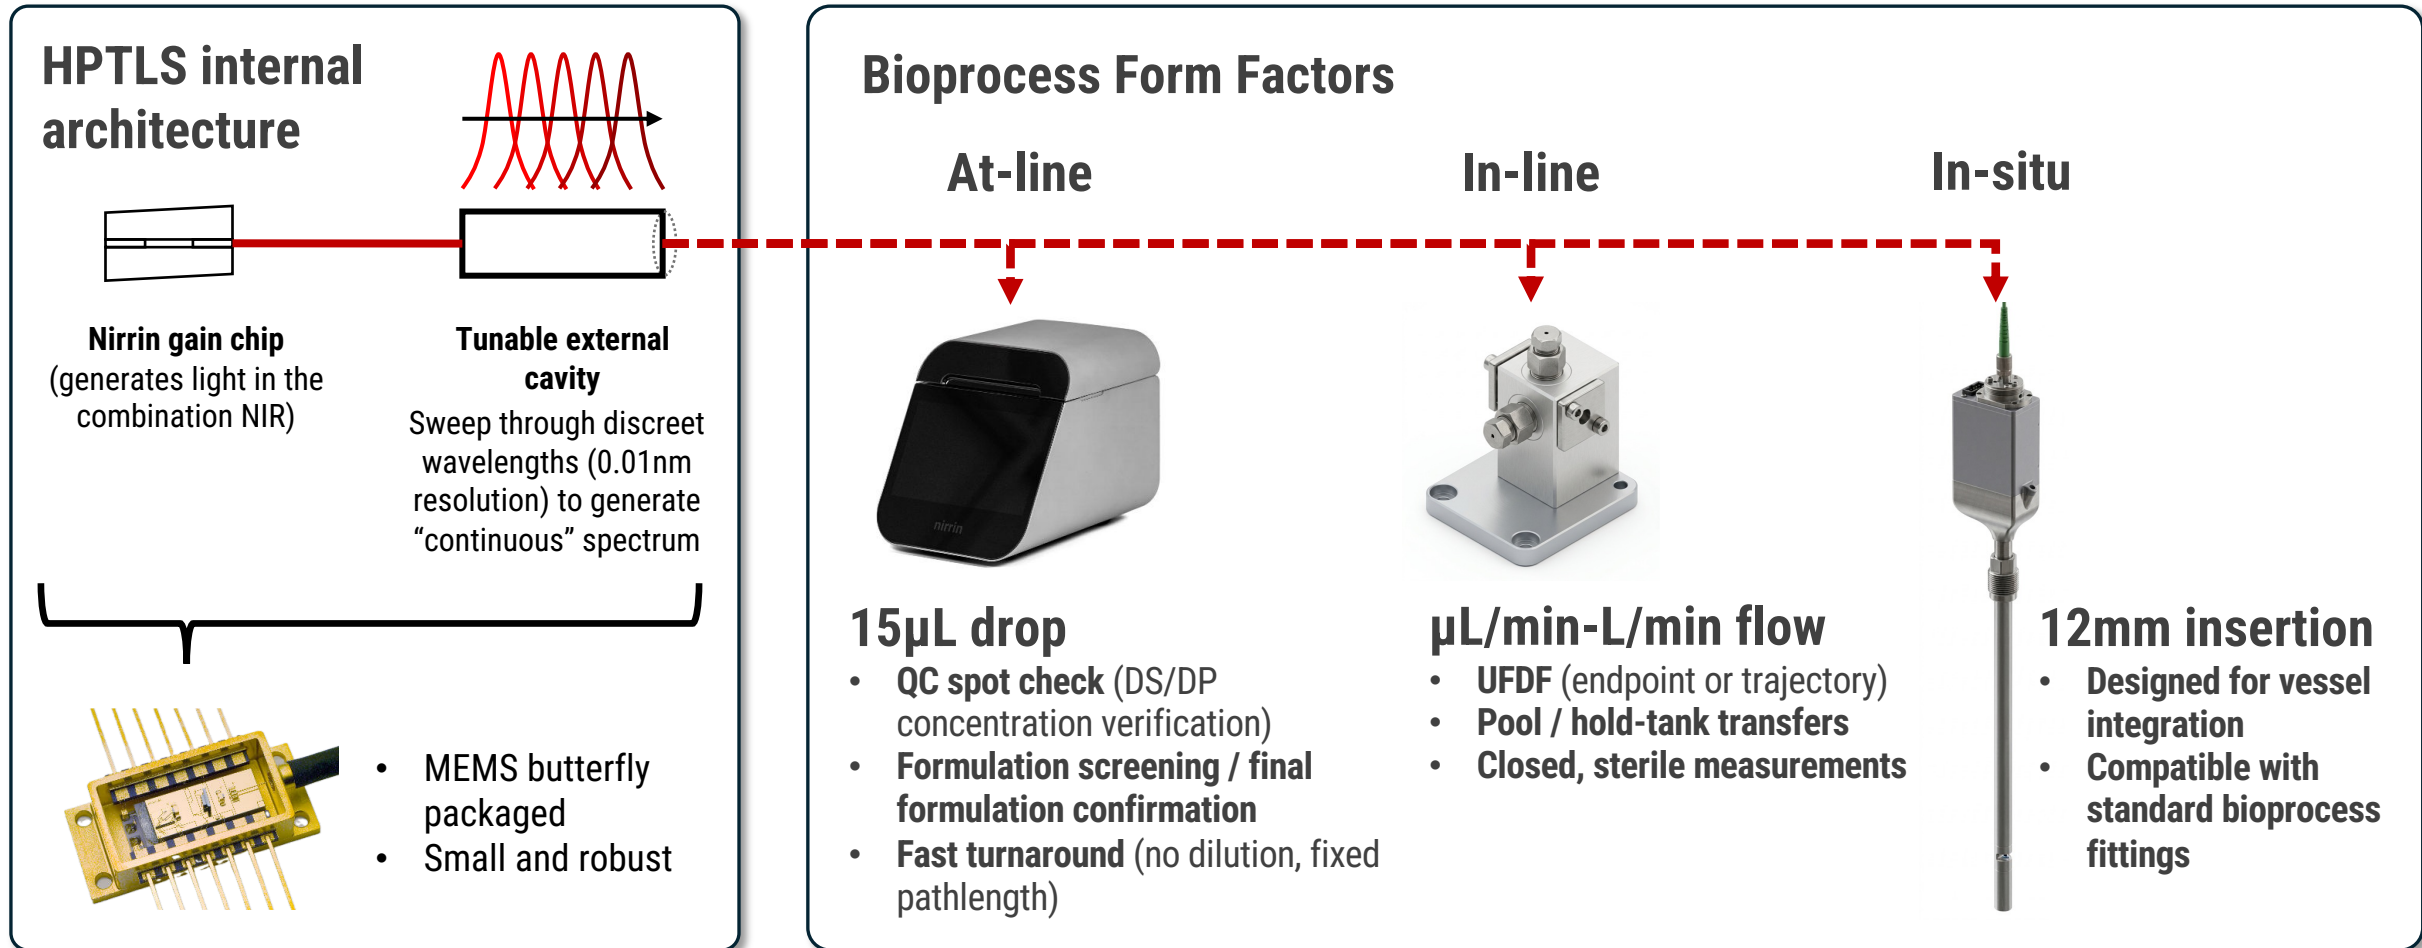 HPTLS internal
architecture
Nirrin gain chip
(generates light in the
combination NIR)
Tunable external
cavity
Sweep through discreet
wavelengths (0.01nm
resolution) to generate
“continuous” spectrum
• MEMS butterfly
packaged
• Small and robust
Bioprocess Form Factors
At-line
nirrin
15µL drop
• QC spot check (DS/DP
concentration verification)
• Formulation screening / final
formulation confirmation
• Fast turnaround (no dilution, fixed
pathlength)
In-line
µL/min-L/min flow
• UFDF (endpoint or trajectory)
• Pool / hold-tank transfers
• Closed, sterile measurements
In-situ
12mm insertion
• Designed for vessel
integration
• Compatible with
standard bioprocess
fittings